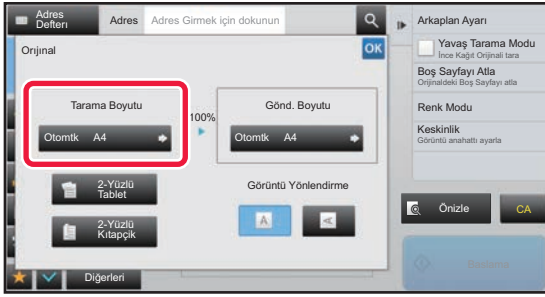 Adres
Defteri
Adres
Adres Girmek için dokunun
Orijinal
OK
Tarama Boyutu
Otomtk A4
100%
Gönd. Boyutu
Otomtk A4
2-Yüzlü
Tablet
2-Yüzlü
Kıtapçik
Görüntü Yönlendirme
A
A
Diğerleri
Arkaplan Ayarı
Yavaş Tarama Modu
İnce Kağıt Orijinali tara
Boş Sayfayı Atla
Orijinaldeki Boş Sayfayı atla
Renk Modu
Keskinlik
Görüntü anahattı ayarla
Önizle
CA